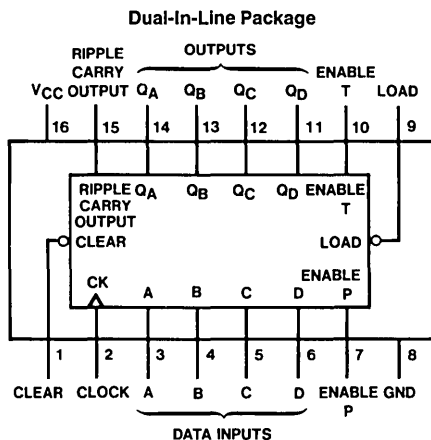 Dual-In-Line Package
OUTPUTS
RIPPLE
CARRY ENABLE
VCC OUTPUT QA QB QC QD T LOAD
16 15 14 13 12 11 10 9
RIPPLE QA QB QC QD ENABLE
CARRY T
OUTPUT
CLEAR LOAD
CK ENABLE
A B C D P
1 2 3 4 5 6 7 8
CLEAR CLOCK A B C D ENABLE GND
P
DATA INPUTS